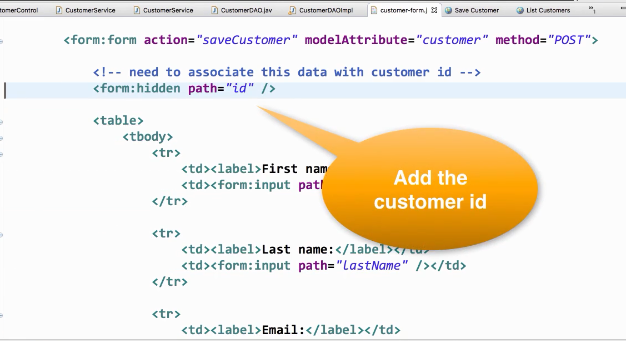 tomerControl CustomerService CustomerService CustomerDAO.jav CustomerDAOImpl customer-form.j Save Customer List Customers
<form:form action="saveCustomer" modelAttribute="customer" method="POST">
<!-- need to associate this data with customer id -->
<form:hidden path="id" />
<table>
<tbody>
<tr>
<td><label>First name
<td><form:input path
</tr>
Add the
customer id
<tr>
<td><label>Last name:</label></td>
<td><form:input path="lastName" /></td>
</tr>
<tr>
<td><label>Email:</label></td>